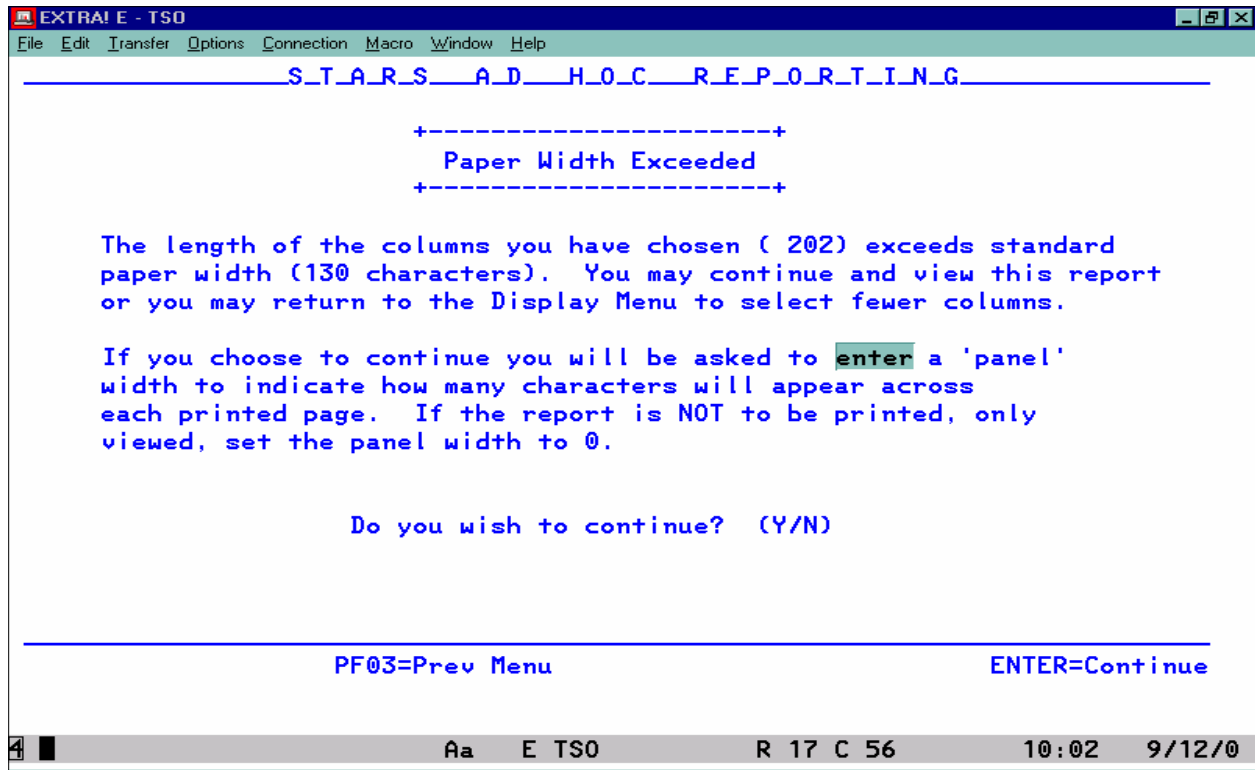 EXTRA! E - TSO
File Edit Transfer Options Connection Macro Window Help
S_T_A_R_S___A_D___H_O_C___R_E_P_O_R_T_I_N_G
+----------------------+
Paper Width Exceeded
+----------------------+
The length of the columns you have chosen ( 202) exceeds standard
paper width (130 characters). You may continue and view this report
or you may return to the Display Menu to select fewer columns.
If you choose to continue you will be asked to enter a 'panel'
width to indicate how many characters will appear across
each printed page. If the report is NOT to be printed, only
viewed, set the panel width to 0.
Do you wish to continue? (Y/N)
PF03=Prev Menu ENTER=Continue
4 Aa E TSO R 17 C 56 10:02 9/12/0